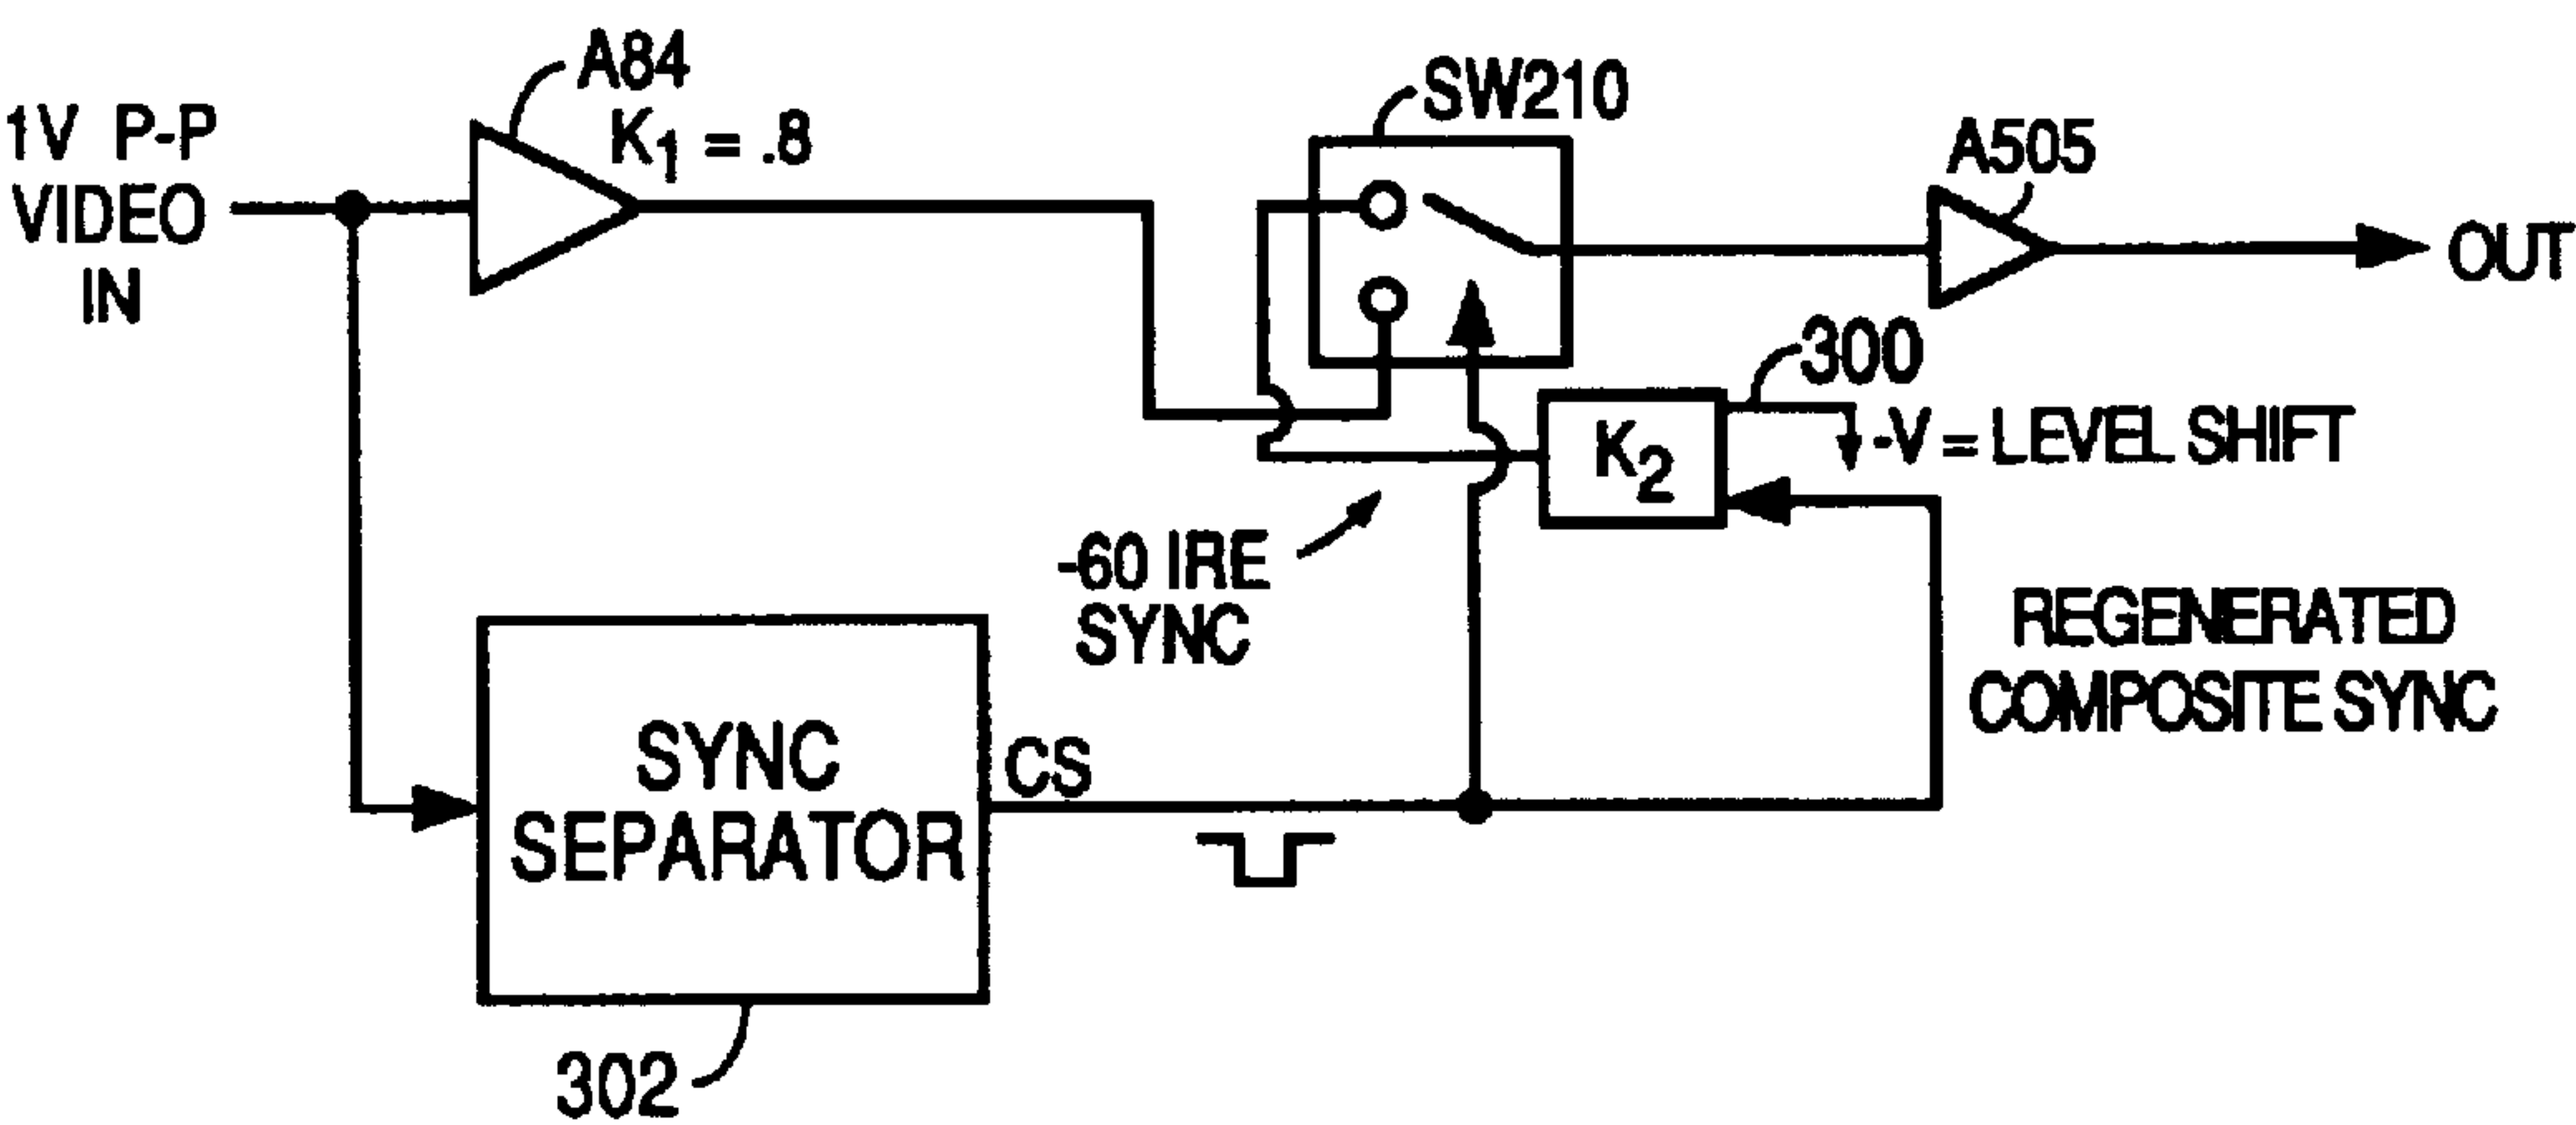 1V P-P
VIDEO
IN
A84
K1 = .8
SW210
A505
OUT
300
K2
-V = LEVEL SHIFT
-60 IRE
SYNC
REGENERATED
COMPOSITE SYNC
SYNC
SEPARATOR
CS
302